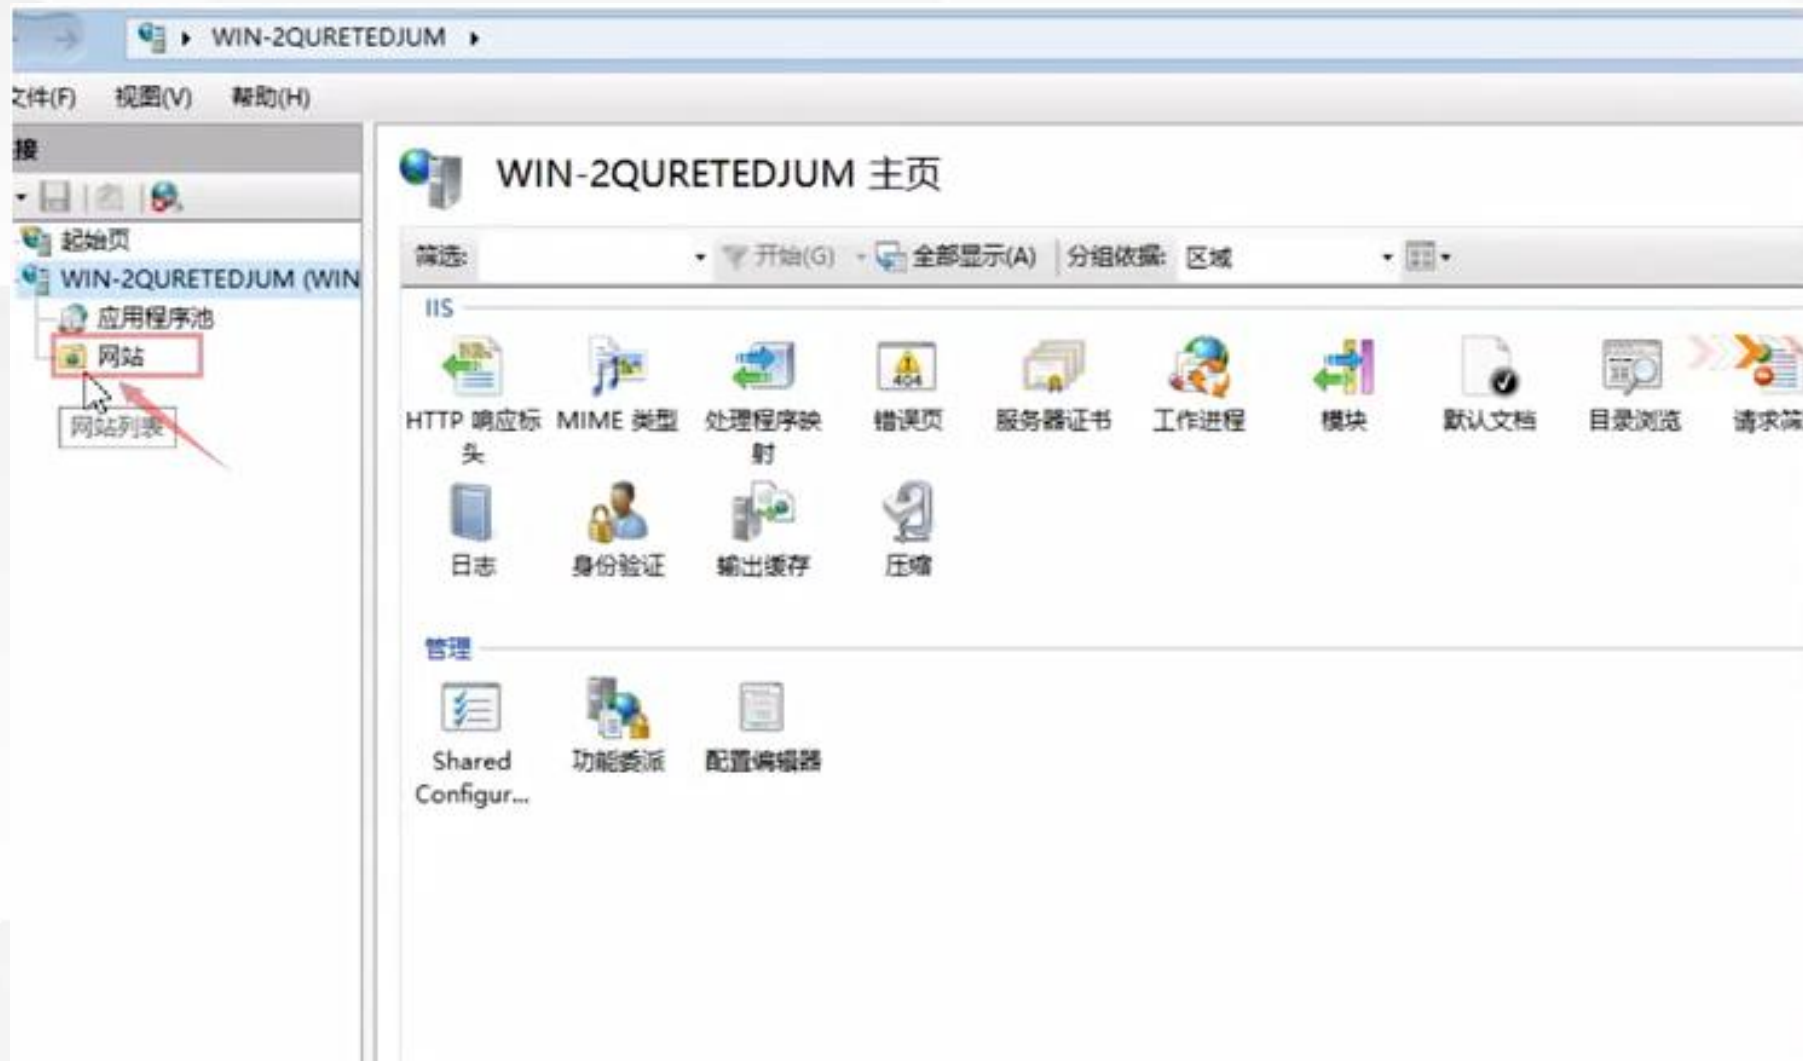 WIN-2QURETEDJUM
文件(F) 视图(V) 帮助(H)
接
起始页
WIN-2QURETEDJUM (WIN
应用程序池
网站
网站列表
WIN-2QURETEDJUM 主页
筛选: 开始(G) 全部显示(A) 分组依据: 区域
IIS
HTTP 响应标头
MIME 类型
处理程序映射
404
错误页
服务器证书
工作进程
模块
默认文档
目录浏览
请求筛
日志
身份验证
输出缓存
压缩
管理
Shared
Configur...
功能委派
配置编辑器